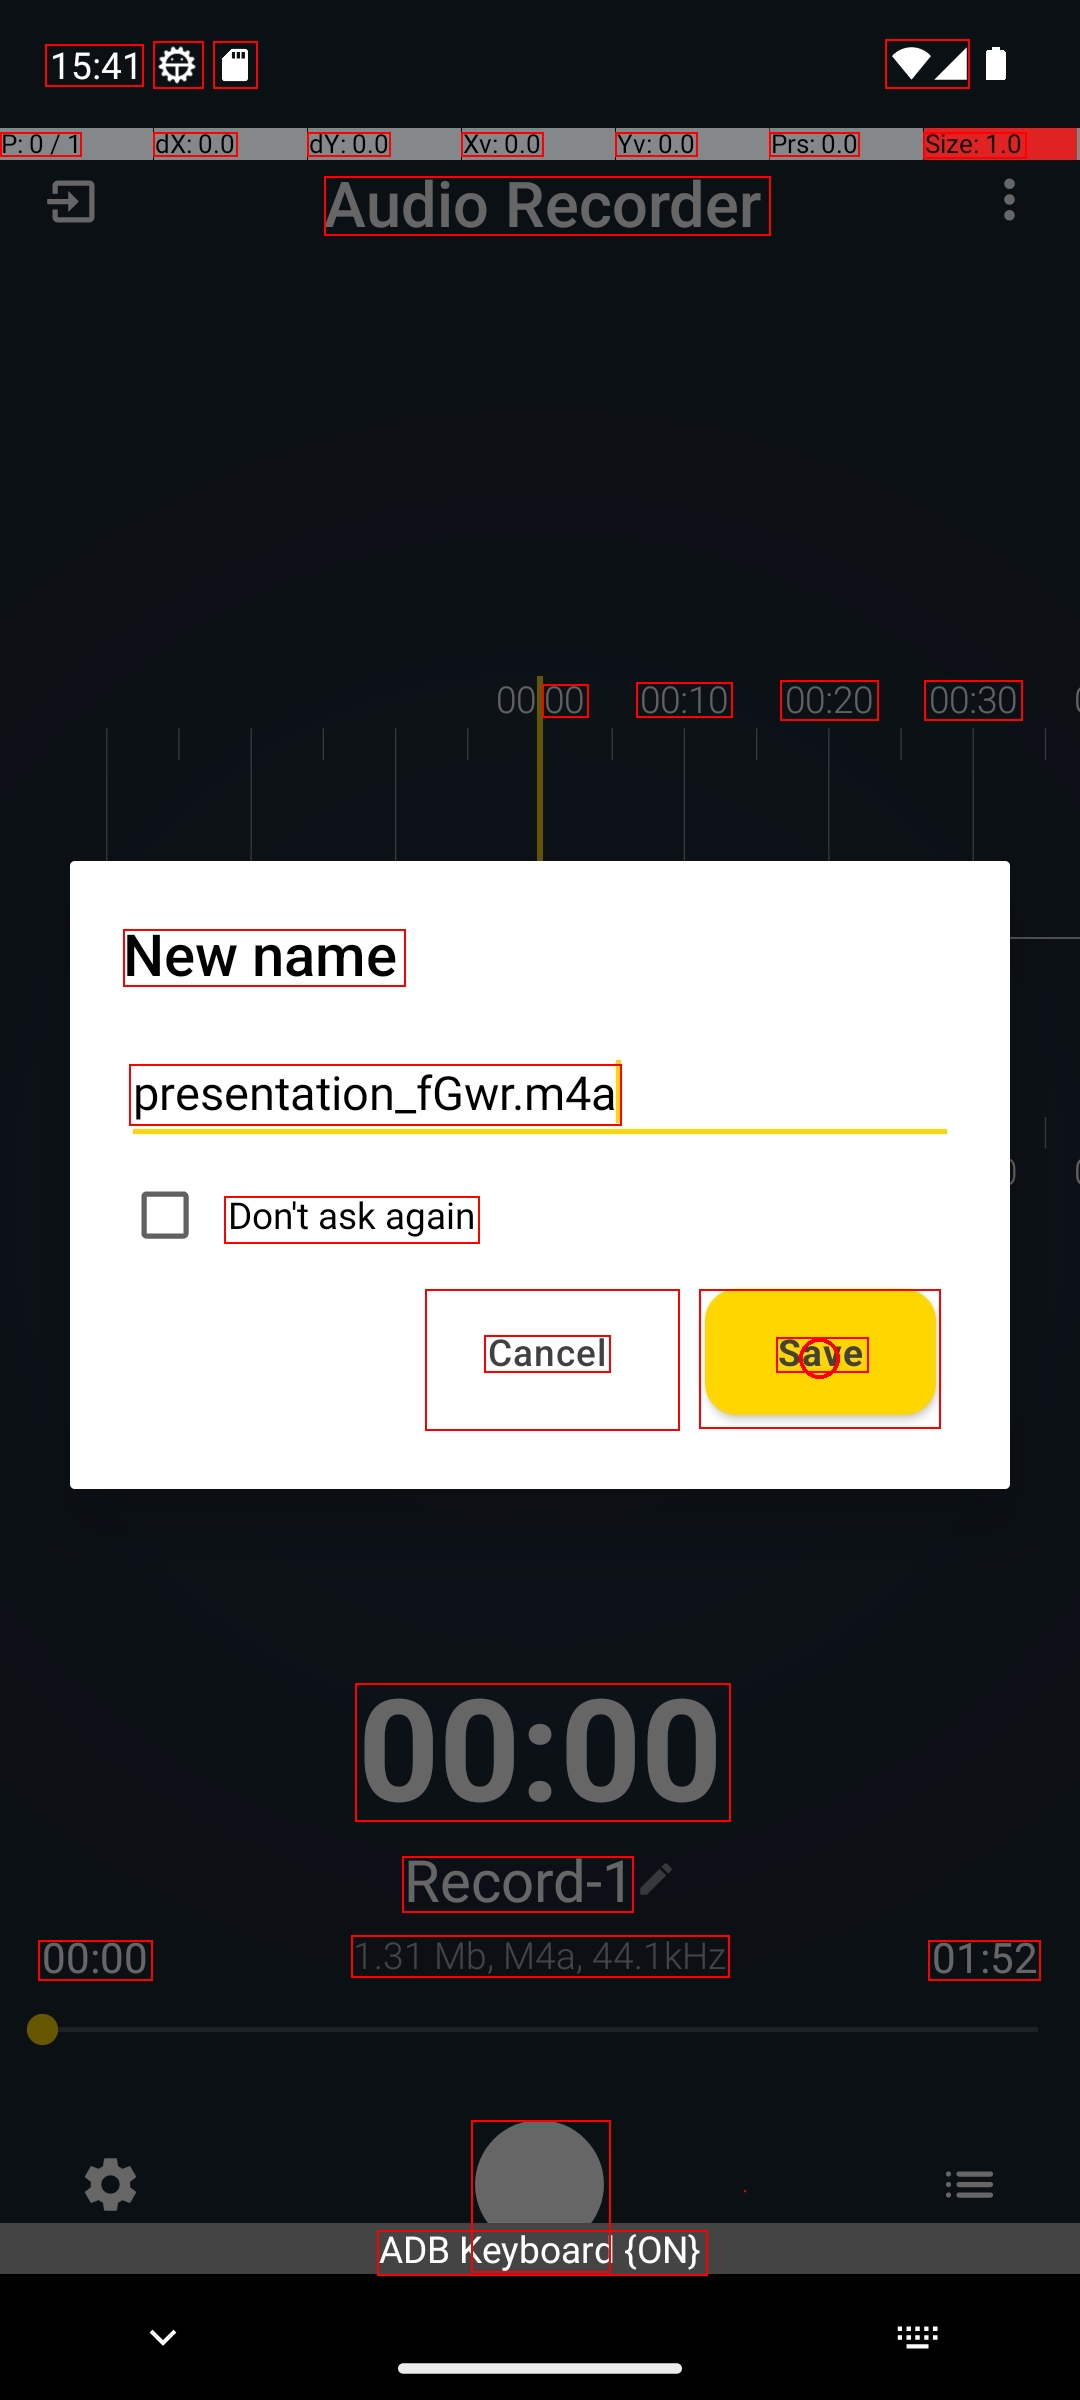 15:41
P: 0 / 1 dX: 0.0 dY: 0.0 Xv: 0.0 Yv: 0.0 Prs: 0.0 Size: 1.0
Audio Recorder
00:00 00:10 00:20 00:30
New name
presentation_fGwr.m4a
Don't ask again
Cancel Save
00:00
Record-1
00:00 1.31 Mb, M4a, 44.1kHz 01:52
ADB Keyboard {ON}